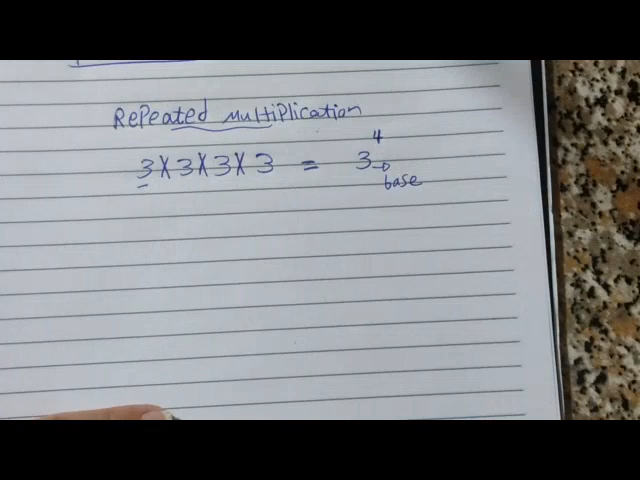 Repeated multiplication
3x3x3x3 = 3⁴
base